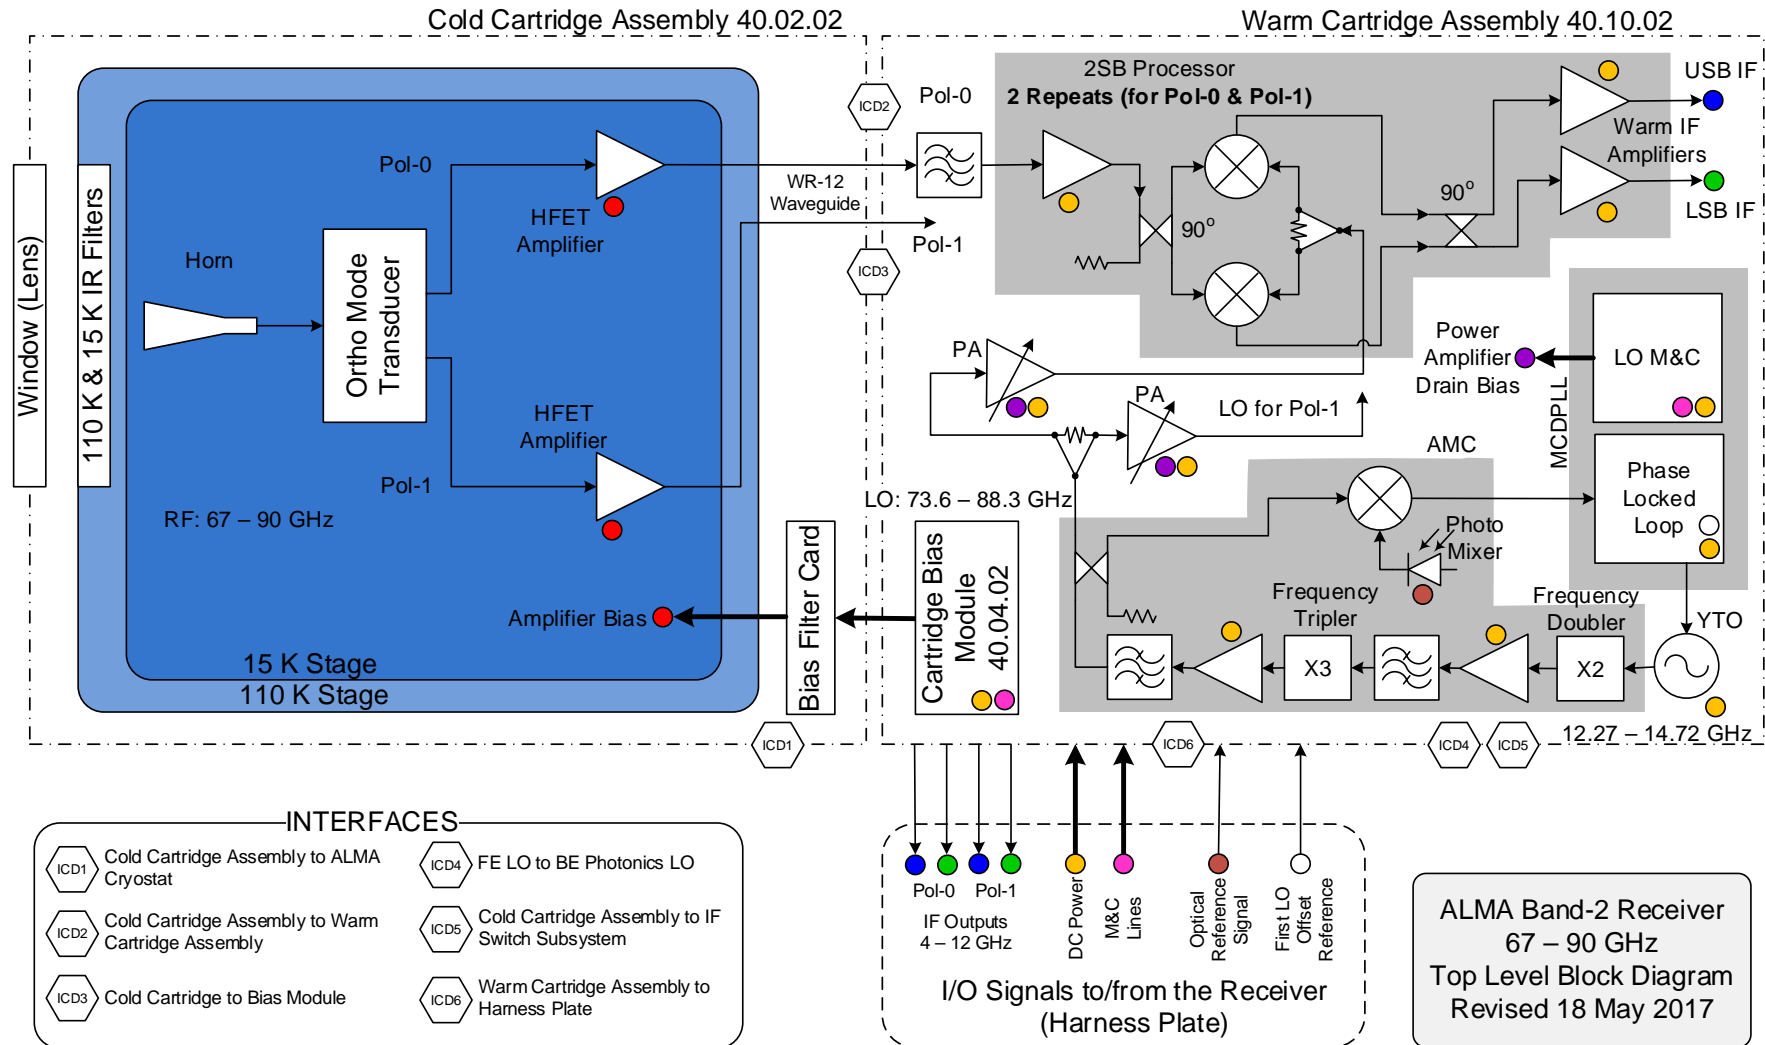 Cold Cartridge Assembly 40.02.02
Warm Cartridge Assembly 40.10.02
Window (Lens)
110 K & 15 K IR Filters
Horn
Ortho Mode
Transducer
Pol-0
HFET
Amplifier
HFET
Amplifier
Pol-1
RF: 67 – 90 GHz
Amplifier Bias
15 K Stage
110 K Stage
Bias Filter Card
ICD1
ICD2
ICD3
WR-12
Waveguide
Pol-0
Pol-1
2SB Processor
2 Repeats (for Pol-0 & Pol-1)
90o
90o
USB IF
Warm IF
Amplifiers
LSB IF
PA
PA
LO for Pol-1
Power
Amplifier
Drain Bias
LO M&C
MCDPLL
Phase
Locked
Loop
AMC
LO: 73.6 – 88.3 GHz
Photo
Mixer
Cartridge Bias
Module
40.04.02
Frequency
Tripler
X3
Frequency
Doubler
X2
YTO
12.27 – 14.72 GHz
ICD6
ICD4
ICD5
INTERFACES
ICD1
Cold Cartridge Assembly to ALMA
Cryostat
ICD2
Cold Cartridge Assembly to Warm
Cartridge Assembly
ICD3
Cold Cartridge to Bias Module
ICD4
FE LO to BE Photonics LO
ICD5
Cold Cartridge Assembly to IF
Switch Subsystem
ICD6
Warm Cartridge Assembly to
Harness Plate
Pol-0
Pol-1
IF Outputs
4 – 12 GHz
DC Power
M&C
Lines
Optical
Reference
Signal
First LO
Offset
Reference
I/O Signals to/from the Receiver
(Harness Plate)
ALMA Band-2 Receiver
67 – 90 GHz
Top Level Block Diagram
Revised 18 May 2017